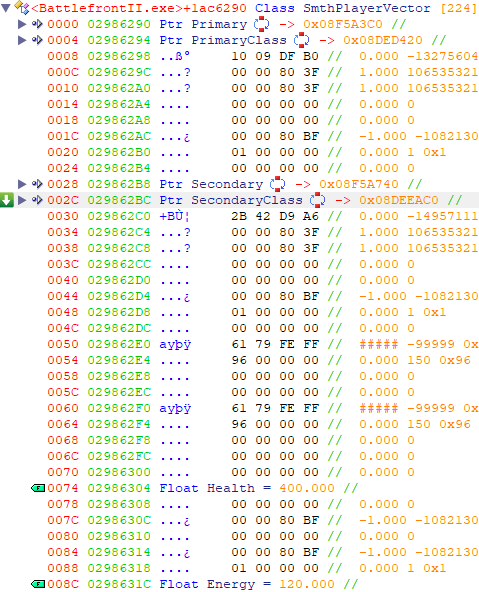 <BattlefrontII.exe>+1ac6290 Class SmthPlayerVector [224]
0000 02986290 Ptr Primary -> 0x08F5A3C0 //
0004 02986294 Ptr PrimaryClass -> 0x08DED420 //
0008 02986298 ..ß° 10 09 DF B0 // 0.000 -13275604
000C 0298629C ...? 00 00 80 3F // 1.000 106535321
0010 029862A0 ...? 00 00 80 3F // 1.000 106535321
0014 029862A4 .... 00 00 00 00 // 0.000 0
0018 029862A8 .... 00 00 00 00 // 0.000 0
001C 029862AC ...¿ 00 00 80 BF // -1.000 -1082130
0020 029862B0 .... 01 00 00 00 // 0.000 1 0x1
0024 029862B4 .... 00 00 00 00 // 0.000 0
0028 029862B8 Ptr Secondary -> 0x08F5A740 //
002C 029862BC Ptr SecondaryClass -> 0x08DEEAC0 //
0030 029862C0 +BÙ¦ 2B 42 D9 A6 // 0.000 -14957111
0034 029862C4 ...? 00 00 80 3F // 1.000 106535321
0038 029862C8 ...? 00 00 80 3F // 1.000 106535321
003C 029862CC .... 00 00 00 00 // 0.000 0
0040 029862D0 .... 00 00 00 00 // 0.000 0
0044 029862D4 ...¿ 00 00 80 BF // -1.000 -1082130
0048 029862D8 .... 01 00 00 00 // 0.000 1 0x1
004C 029862DC .... 00 00 00 00 // 0.000 0
0050 029862E0 ayþÿ 61 79 FE FF // ##### -99999 0x
0054 029862E4 .... 96 00 00 00 // 0.000 150 0x96
0058 029862E8 .... 00 00 00 00 // 0.000 0
005C 029862EC .... 00 00 00 00 // 0.000 0
0060 029862F0 ayþÿ 61 79 FE FF // ##### -99999 0x
0064 029862F4 .... 96 00 00 00 // 0.000 150 0x96
0068 029862F8 .... 00 00 00 00 // 0.000 0
006C 029862FC .... 00 00 00 00 // 0.000 0
0070 02986300 .... 00 00 00 00 // 0.000 0
0074 02986304 Float Health = 400.000 //
0078 02986308 .... 00 00 00 00 // 0.000 0
007C 0298630C ...¿ 00 00 80 BF // -1.000 -1082130
0080 02986310 .... 00 00 00 00 // 0.000 0
0084 02986314 ...¿ 00 00 80 BF // -1.000 -1082130
0088 02986318 .... 01 00 00 00 // 0.000 1 0x1
008C 0298631C Float Energy = 120.000 //